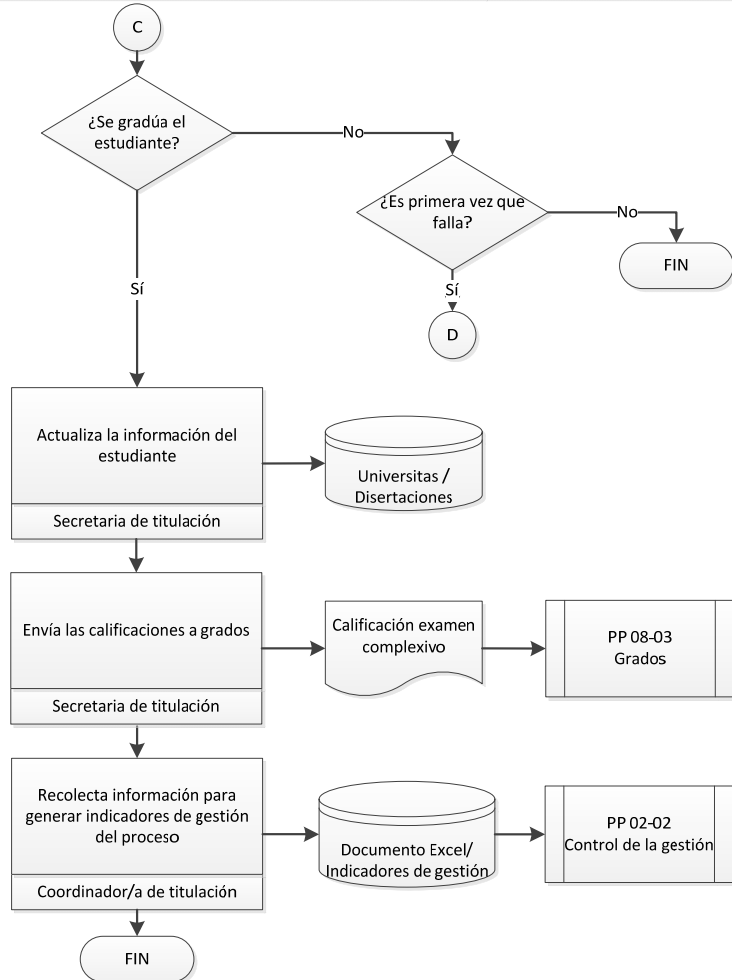 C
¿Se gradúa el
estudiante?
No
¿Es primera vez que
falla?
No
FIN
Sí
Sí
D
Actualiza la información del
estudiante
Secretaria de titulación
Universitas /
Disertaciones
Envía las calificaciones a grados
Secretaria de titulación
Calificación examen
complexivo
PP 08-03
Grados
Recolecta información para
generar indicadores de gestión
del proceso
Coordinador/a de titulación
Documento Excel/
Indicadores de gestión
PP 02-02
Control de la gestión
FIN